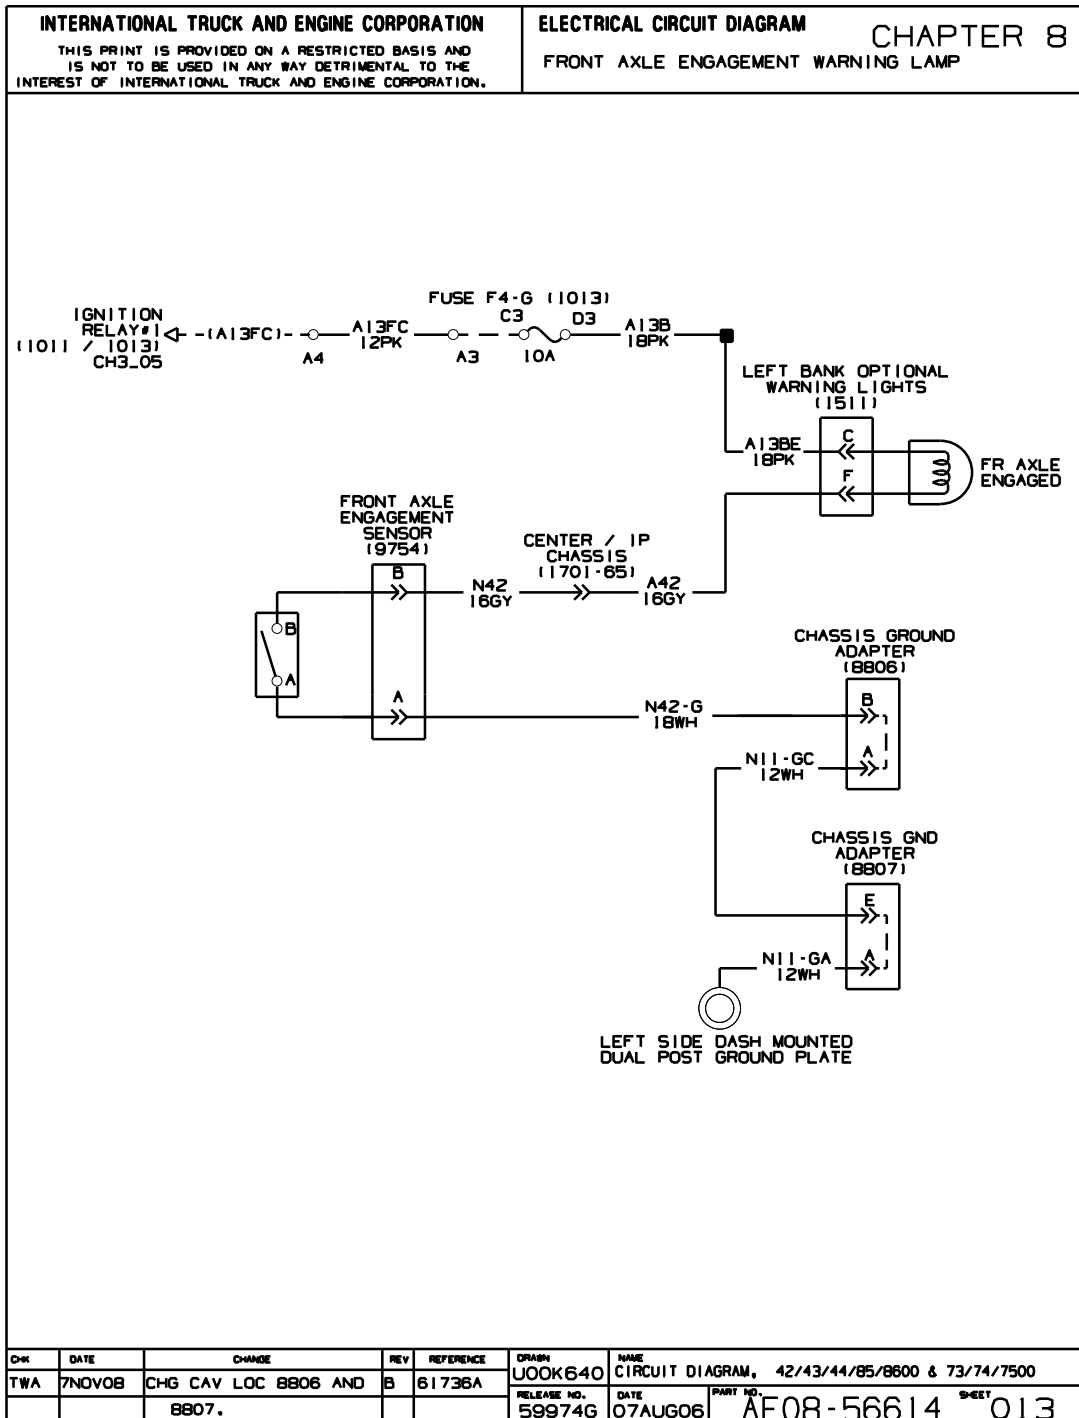 INTERNATIONAL TRUCK AND ENGINE CORPORATION
THIS PRINT IS PROVIDED ON A RESTRICTED BASIS AND
IS NOT TO BE USED IN ANY WAY DETRIMENTAL TO THE
INTEREST OF INTERNATIONAL TRUCK AND ENGINE CORPORATION.
ELECTRICAL CIRCUIT DIAGRAM
CHAPTER 8
FRONT AXLE ENGAGEMENT WARNING LAMP
IGNITION
RELAY#1
(1011 / 1013)
CH3_05
-(A13FC)-
A4
A13FC
12PK
A3
FUSE F4-G (1013)
C3
D3
10A
A13B
18PK
LEFT BANK OPTIONAL
WARNING LIGHTS
(1511)
A13BE
18PK
C
F
FR AXLE
ENGAGED
FRONT AXLE
ENGAGEMENT
SENSOR
(9754)
B
N42
16GY
CENTER / IP
CHASSIS
(1701-65)
A42
16GY
B
A
A
N42-G
18WH
CHASSIS GROUND
ADAPTER
(8806)
B
A
N11-GC
12WH
CHASSIS GND
ADAPTER
(8807)
E
A
N11-GA
12WH
LEFT SIDE DASH MOUNTED
DUAL POST GROUND PLATE
CHK DATE CHANGE REV REFERENCE
TWA 7NOV08 CHG CAV LOC 8806 AND B 61736A
8807.
DRAWN
U00K640
NAME
CIRCUIT DIAGRAM, 42/43/44/85/8600 & 73/74/7500
RELEASE NO.
59974G
DATE
07AUG06
PART NO.
AE08-56614
SHEET
013